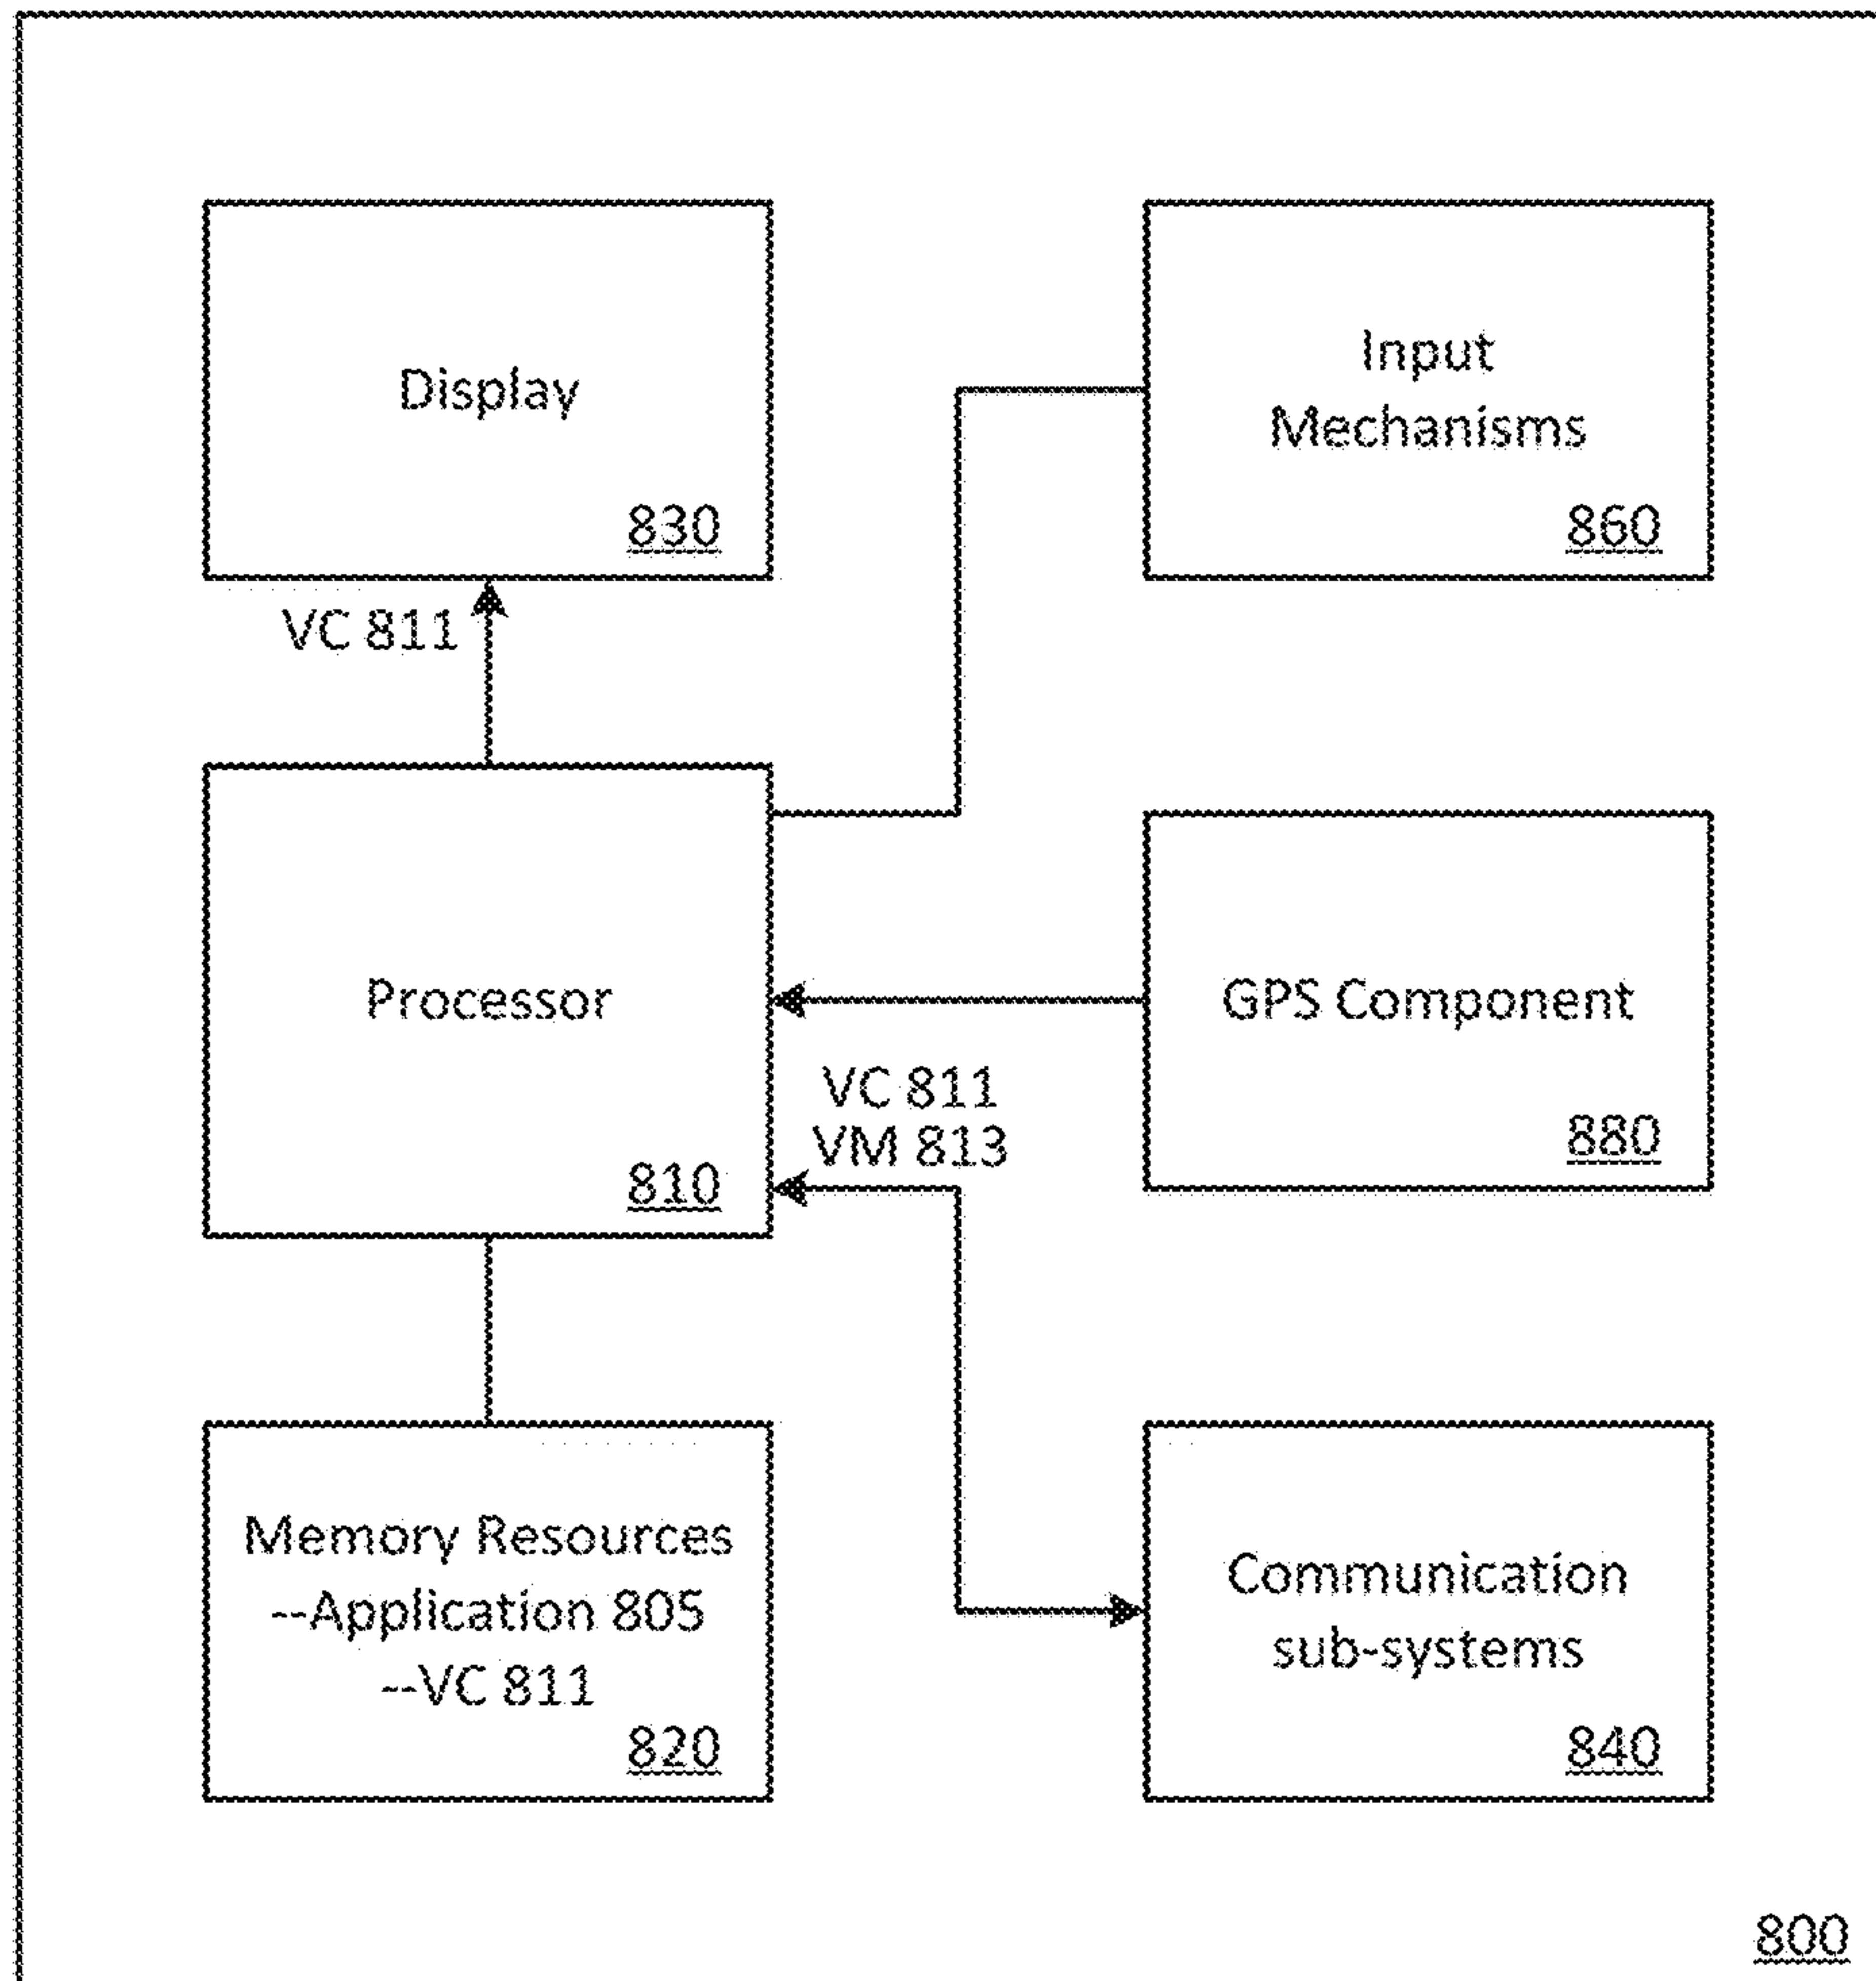 Display
830
Input
Mechanisms
860
VC 811
Processor
810
GPS Component
880
VC 811
VM 813
Memory Resources
--Application 805
--VC 811
820
Communication
sub-systems
840
800